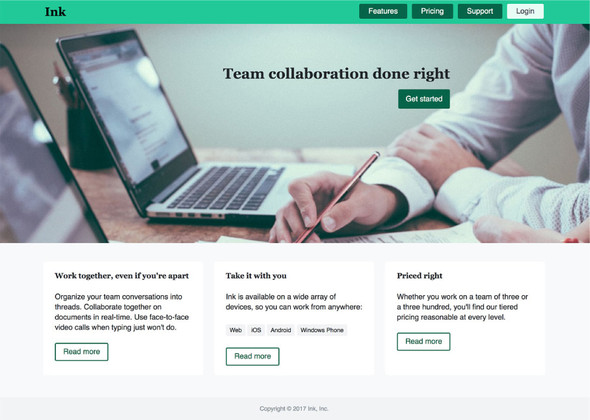 Ink
Features
Pricing
Support
Login
Team collaboration done right
Get started
Work together, even if you're apart
Organize your team conversations into
threads. Collaborate together on
documents in real-time. Use face-to-face
video calls when typing just won't do.
Read more
Take it with you
Ink is available on a wide array of
devices, so you can work from anywhere:
Web
iOS
Android
Windows Phone
Read more
Priced right
Whether you work on a team of three or
a three hundred, you'll find our tiered
pricing reasonable at every level.
Read more
Copyright © 2017 Ink, Inc.